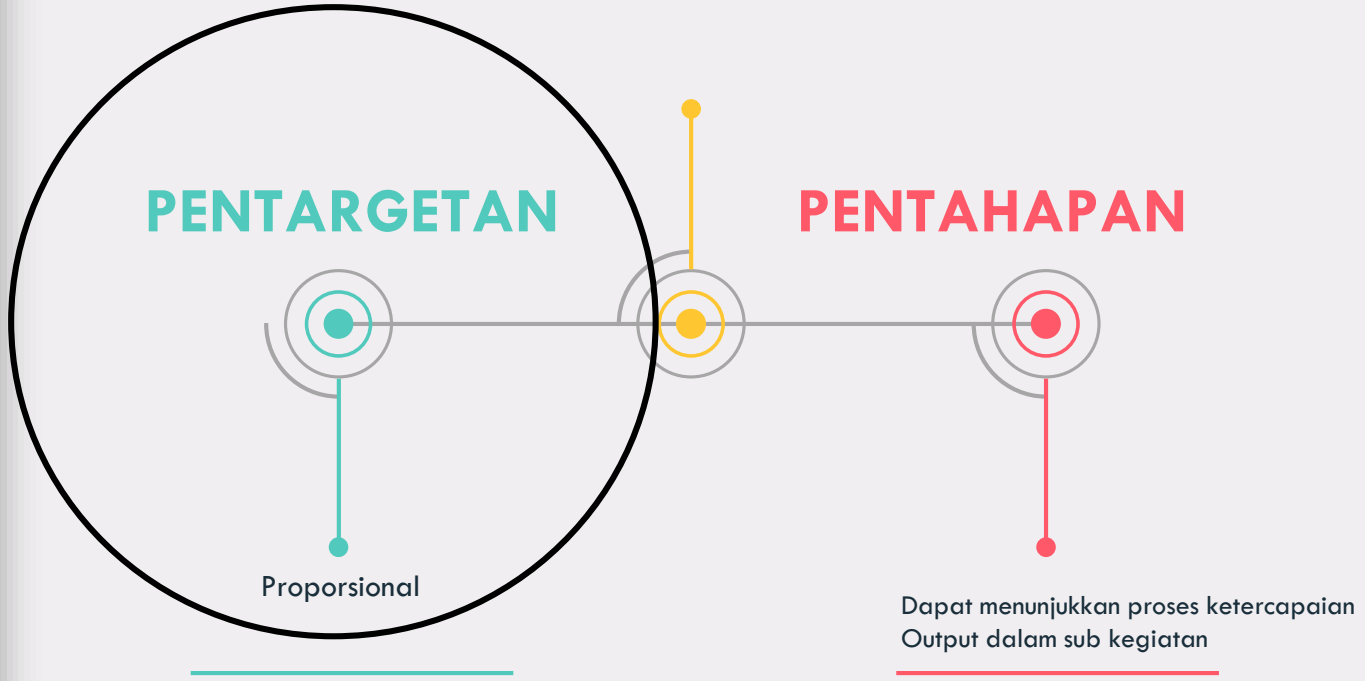 PENTARGETAN
PENTAHAPAN
Proporsional
Dapat menunjukkan proses ketercapaian
Output dalam sub kegiatan